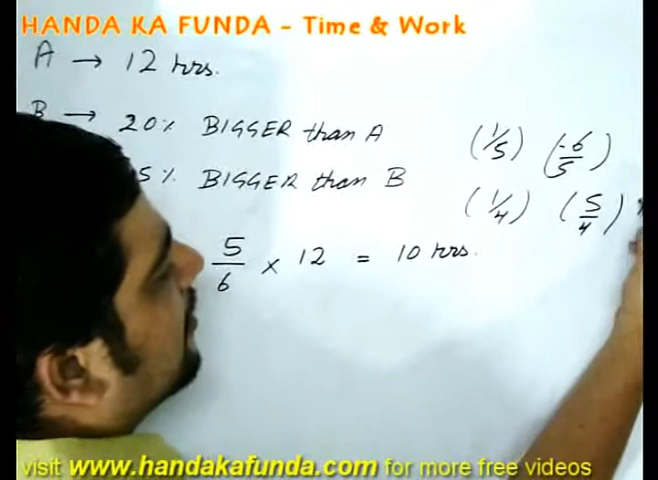 HANDA KA FUNDA - Time & Work
A → 12 hrs.
B → 20% BIGGER than A (1/5) (6/5)
5% BIGGER than B (1/4) (5/4)
5/6 × 12 = 10 hrs.
visit www.handakafunda.com for more free videos